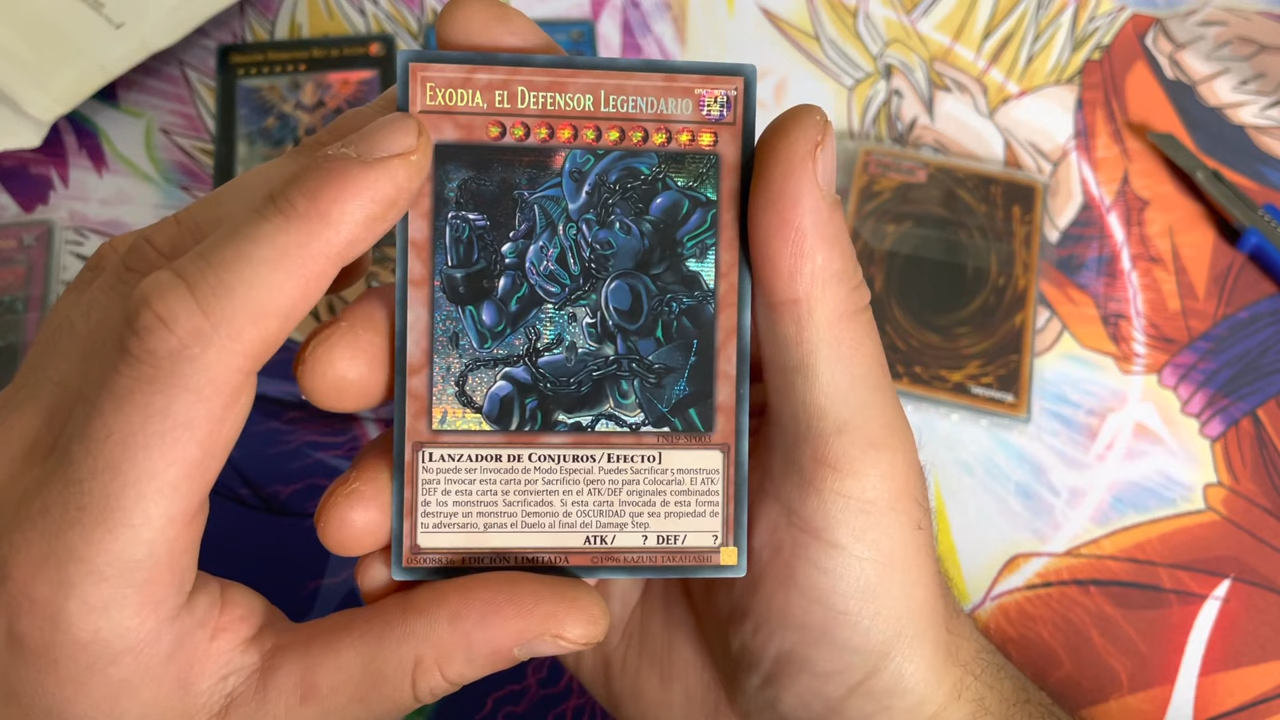 EXODIA, EL DEFENSOR LEGENDARIO
TN19-SP003
[LANZADOR DE CONJUROS/EFECTO]
No puede ser Invocado de Modo Especial. Puedes Sacrificar 5 monstruos
para Invocar esta carta por Sacrificio (pero no para Colocarla). El ATK/
DEF de esta carta se convierten en el ATK/DEF originales combinados
de los monstruos Sacrificados. Si esta carta Invocada de esta forma
destruye un monstruo Demonio de OSCURIDAD que sea propiedad de
tu adversario, ganas el Duelo al final del Damage Step.
ATK/ ? DEF/ ?
05008836 EDICIÓN LIMITADA ©1996 KAZUKI TAKAHASHI